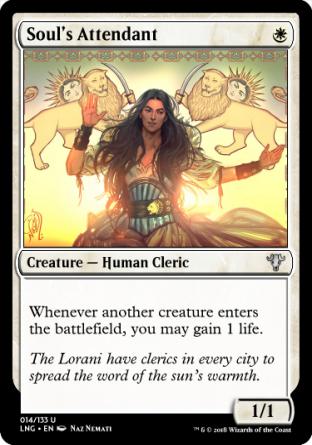 Soul's Attendant
Creature — Human Cleric
Whenever another creature enters
the battlefield, you may gain 1 life.
The Lorani have clerics in every city to
spread the word of the sun's warmth.
1/1
014/133 U
LNG • EN Naz Nemati
™ & © 2018 Wizards of the Coast